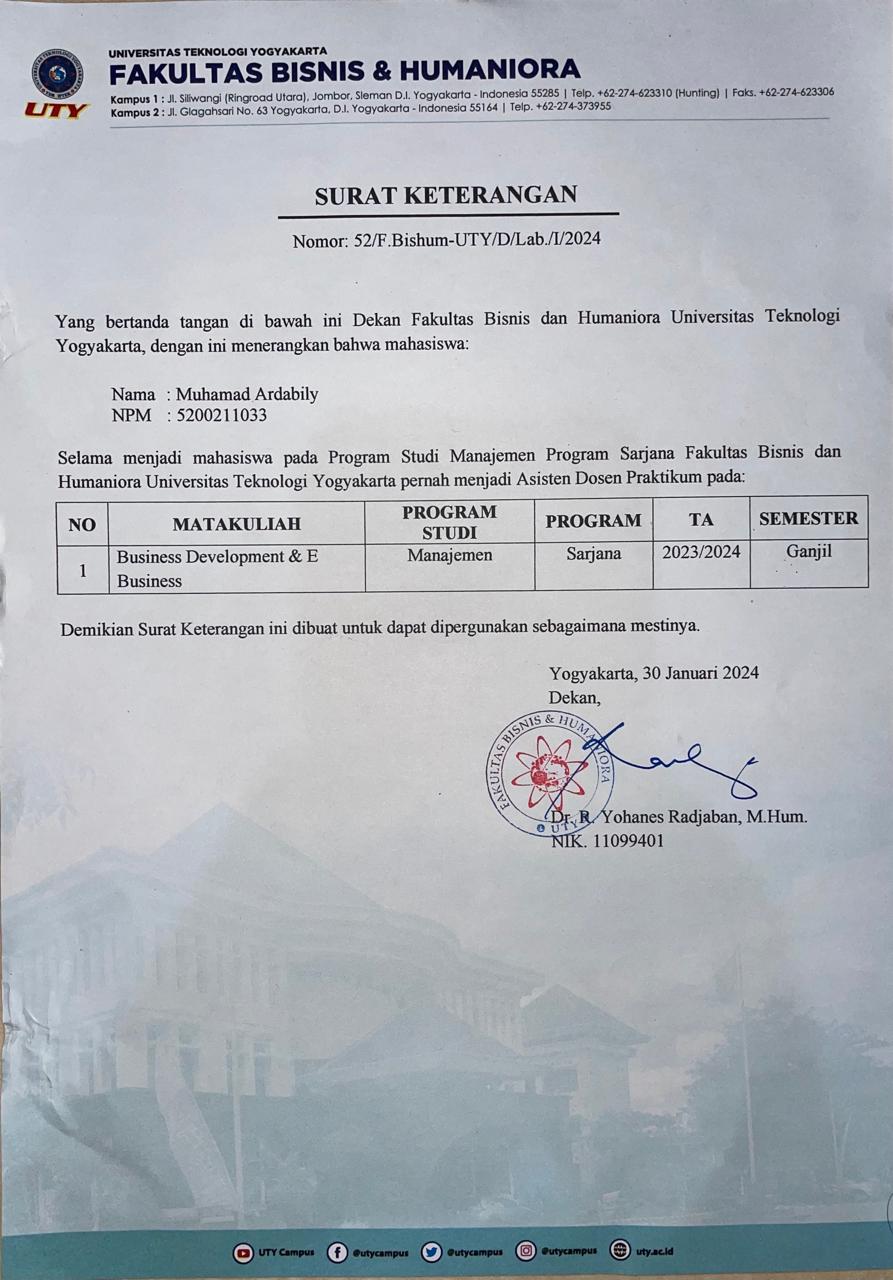 UNIVERSITAS TEKNOLOGI YOGYAKARTA
FAKULTAS BISNIS & HUMANIORA
Kampus 1 : Jl. Siliwangi (Ringroad Utara), Jombor, Sleman D.I. Yogyakarta - Indonesia 55285 | Telp. +62-274-623310 (Hunting) | Faks. +62-274-623306
Kampus 2 : Jl. Glagahsari No. 63 Yogyakarta, D.I. Yogyakarta - Indonesia 55164 | Telp. +62-274-373955
UTY
SURAT KETERANGAN
Nomor: 52/F.Bishum-UTY/D/Lab./I/2024
Yang bertanda tangan di bawah ini Dekan Fakultas Bisnis dan Humaniora Universitas Teknologi
Yogyakarta, dengan ini menerangkan bahwa mahasiswa:
Nama : Muhamad Ardabily
NPM : 5200211033
Selama menjadi mahasiswa pada Program Studi Manajemen Program Sarjana Fakultas Bisnis dan
Humaniora Universitas Teknologi Yogyakarta pernah menjadi Asisten Dosen Praktikum pada:
NO MATAKULIAH PROGRAM STUDI PROGRAM TA SEMESTER
1 Business Development & E Business Manajemen Sarjana 2023/2024 Ganjil
Demikian Surat Keterangan ini dibuat untuk dapat dipergunakan sebagaimana mestinya.
Yogyakarta, 30 Januari 2024
Dekan,
FAKULTAS BISNIS & HUMANIORA
UTY
Dr. R. Yohanes Radjaban, M.Hum.
NIK. 11099401
UTY Campus @utycampus @utycampus @utycampus uty.ac.id